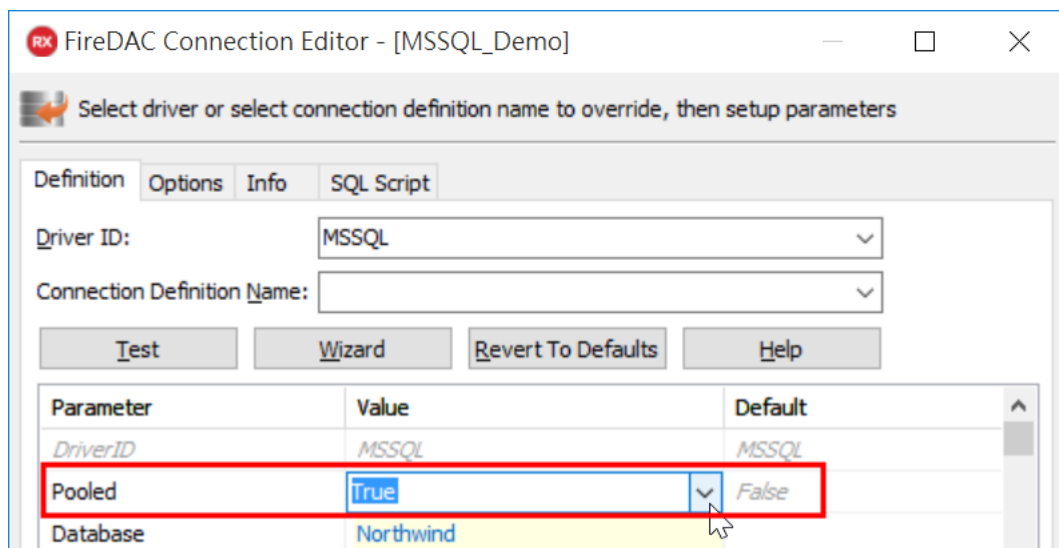 RX FireDAC Connection Editor - [MSSQL_Demo]
Select driver or select connection definition name to override, then setup parameters
Definition Options Info SQL Script
Driver ID: MSSQL
Connection Definition Name:
Test Wizard Revert To Defaults Help
Parameter Value Default
DriverID MSSQL MSSQL
Pooled True False
Database Northwind